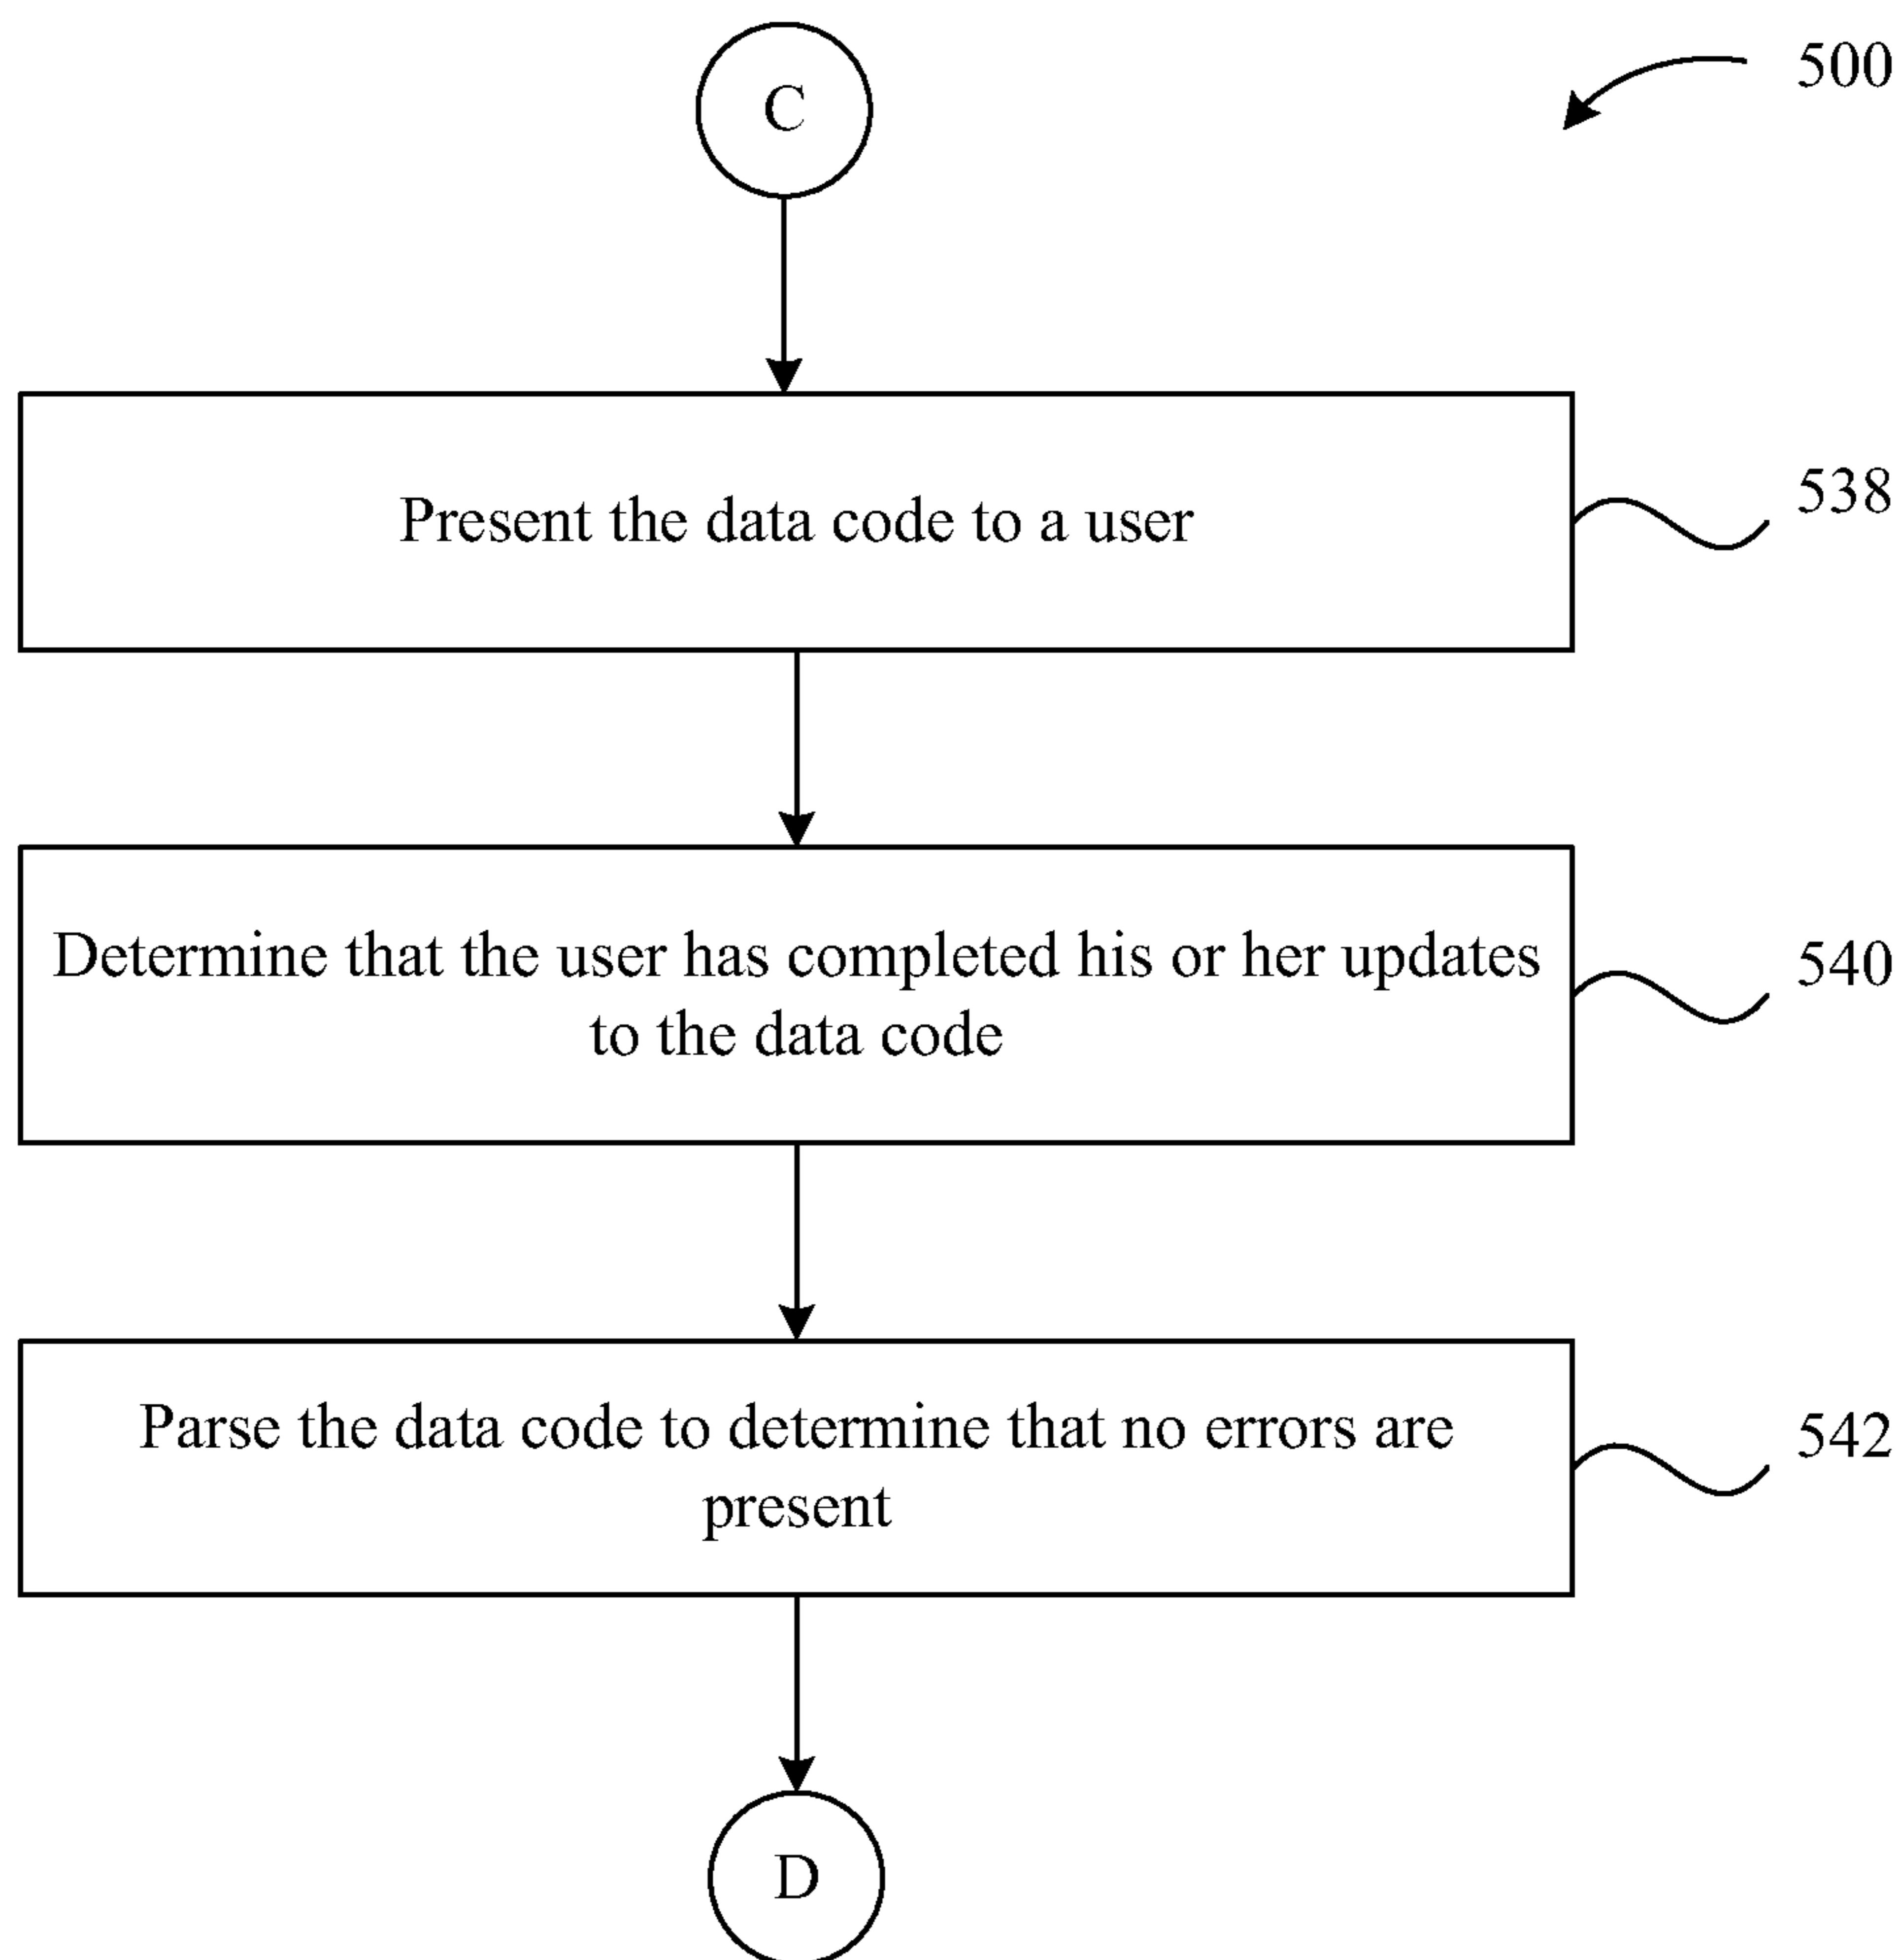 C
500
Present the data code to a user
538
Determine that the user has completed his or her updates
to the data code
540
Parse the data code to determine that no errors are
present
542
D